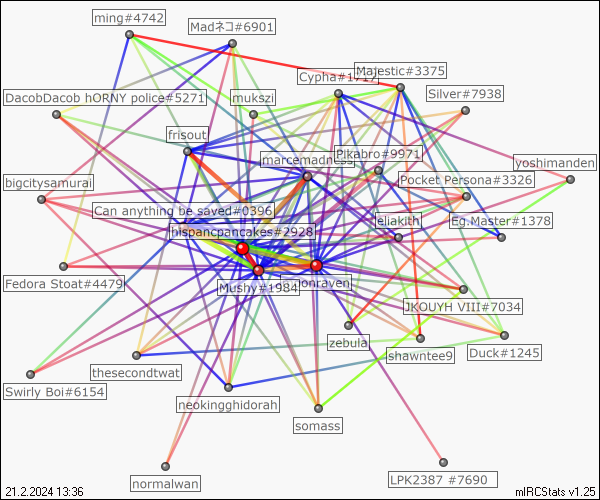 ming#4742
Madネコ#6901
Cypha#1717
Majestic#3375
Silver#7938
DacobDacob hORNY police#5271
mukszi
frisout
marcemadness
Pikabro#9971
yoshimanden
bigcitysamurai
Pocket Persona#3326
Can anything be saved#0396
eliakith
Eg Master#1378
hispancpancakes#2928
Fedora Stoat#4479
Mushy#1984
onraven
JKOUYH VIII#7034
zebula
shawntee9
Duck#1245
thesecondtwat
Swirly Boi#6154
neokingghidorah
somass
normalwan
LPK2387 #7690
21.2.2024 13:36
mIRCStats v1.25